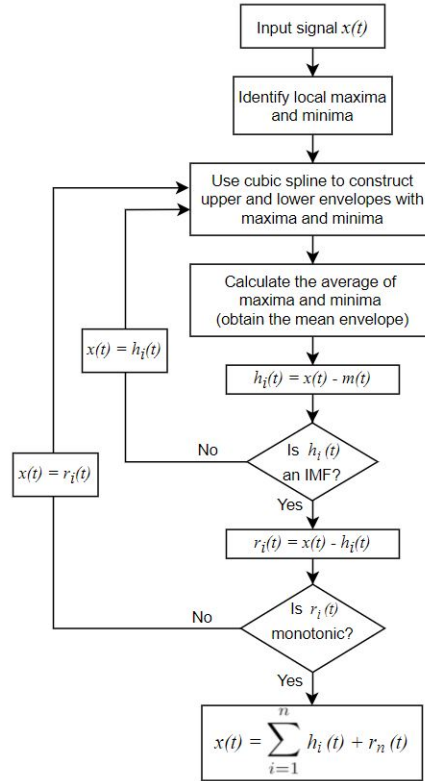 Input signal x(t)
Identify local maxima
and minima
Use cubic spline to construct
upper and lower envelopes with
maxima and minima
Calculate the average of
maxima and minima
(obtain the mean envelope)
x(t) = hᵢ(t)
hᵢ(t) = x(t) - m(t)
No
Is hᵢ(t)
an IMF?
x(t) = rᵢ(t)
Yes
rᵢ(t) = x(t) - hᵢ(t)
No
Is rᵢ(t)
monotonic?
Yes
x(t) = ∑ᵢ₌₁ⁿ hᵢ(t) + rₙ(t)